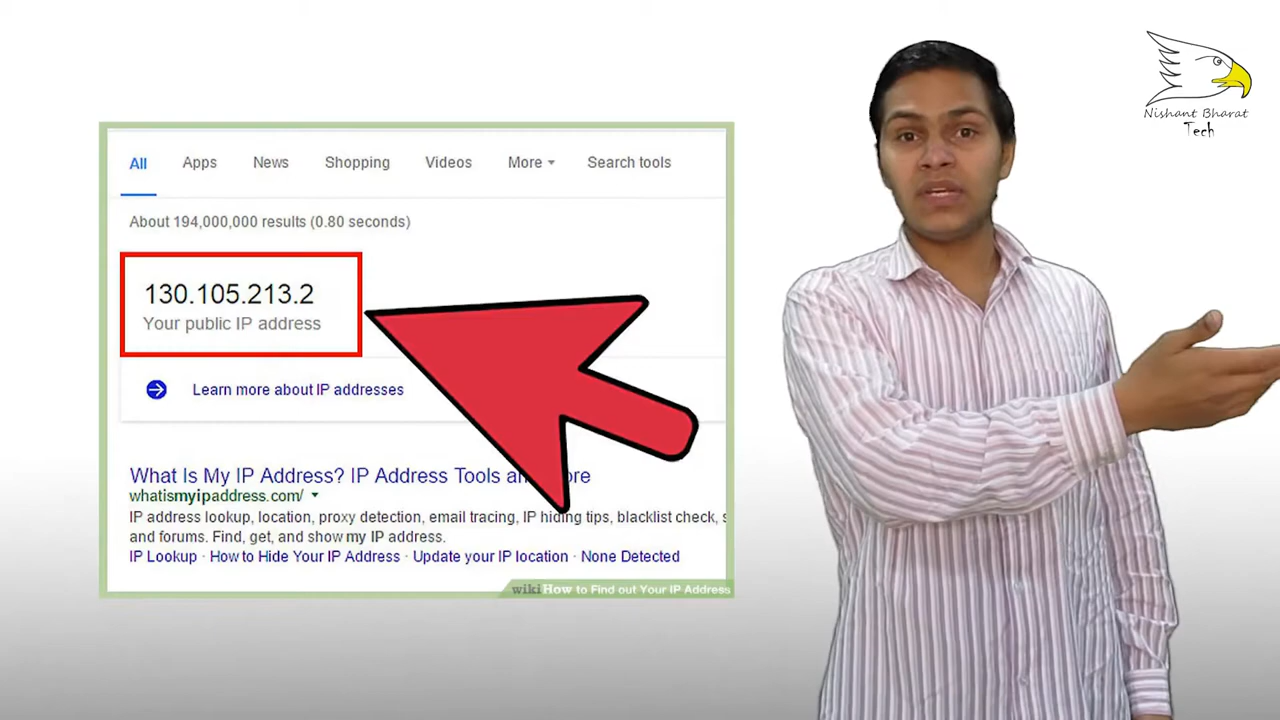 All Apps News Shopping Videos More Search tools
About 194,000,000 results (0.80 seconds)
130.105.213.2
Your public IP address
Learn more about IP addresses
What Is My IP Address? IP Address Tools an ore
whatismyipaddress.com/
IP address lookup, location, proxy detection, email tracing, IP hiding tips, blacklist check, s
and forums. Find, get, and show my IP address.
IP Lookup · How to Hide Your IP Address · Update your IP location · None Detected
wikiHow to Find out Your IP Address
Nishant Bharat
Tech